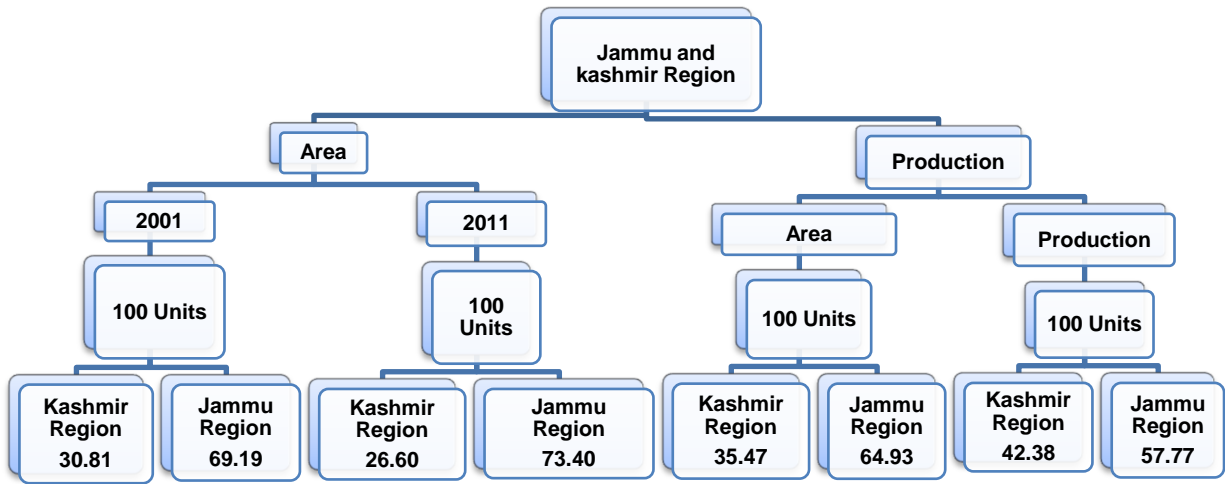 Jammu and
kashmir Region
Area
Production
2001
2011
Area
Production
100 Units
100
Units
100 Units
100 Units
Kashmir
Region
30.81
Jammu
Region
69.19
Kashmir
Region
26.60
Jammu
Region
73.40
Kashmir
Region
35.47
Jammu
Region
64.93
Kashmir
Region
42.38
Jammu
Region
57.77